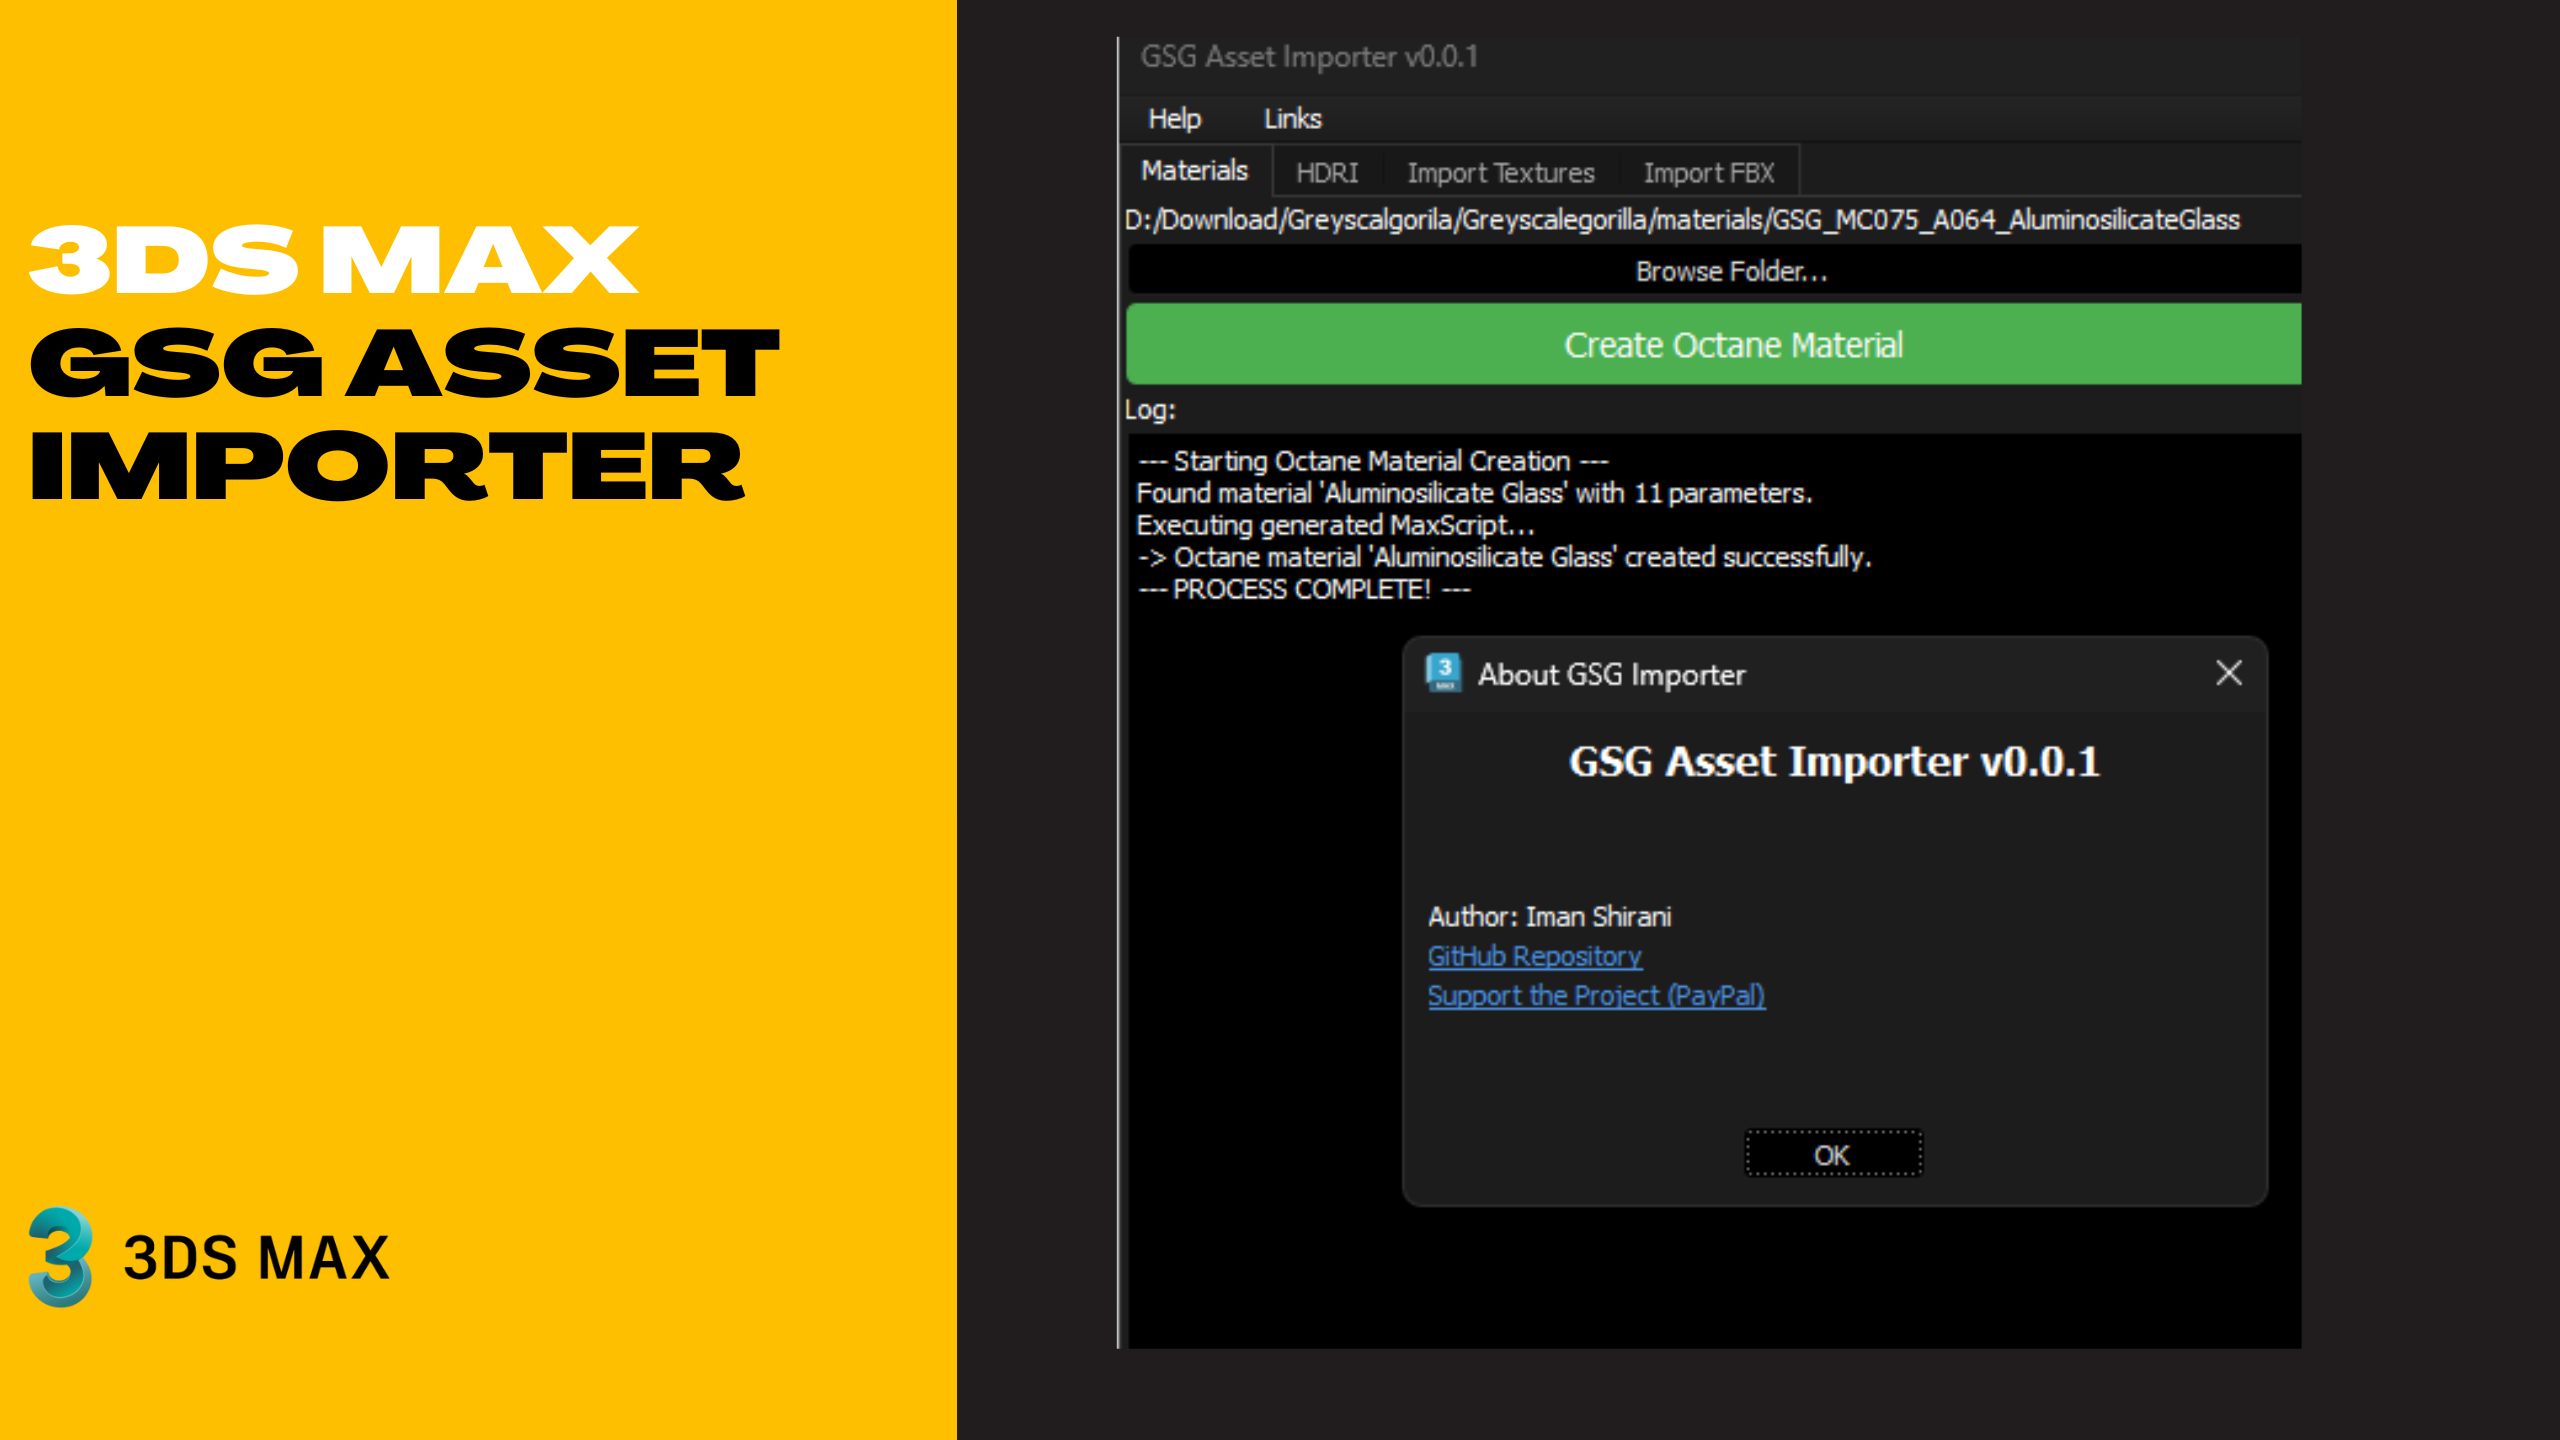 3DS MAX
GSG ASSET
IMPORTER
3DS MAX
GSG Asset Importer v0.0.1
Help Links
Materials HDRI Import Textures Import FBX
D:/Download/Greyscalgorila/Greyscalegorilla/materials/GSG_MC075_A064_AluminosilicateGlass
Browse Folder...
Create Octane Material
Log:
--- Starting Octane Material Creation ---
Found material 'Aluminosilicate Glass' with 11 parameters.
Executing generated MaxScript...
-> Octane material 'Aluminosilicate Glass' created successfully.
--- PROCESS COMPLETE! ---
3 About GSG Importer
GSG Asset Importer v0.0.1
Author: Iman Shirani
GitHub Repository
Support the Project (PayPal)
OK